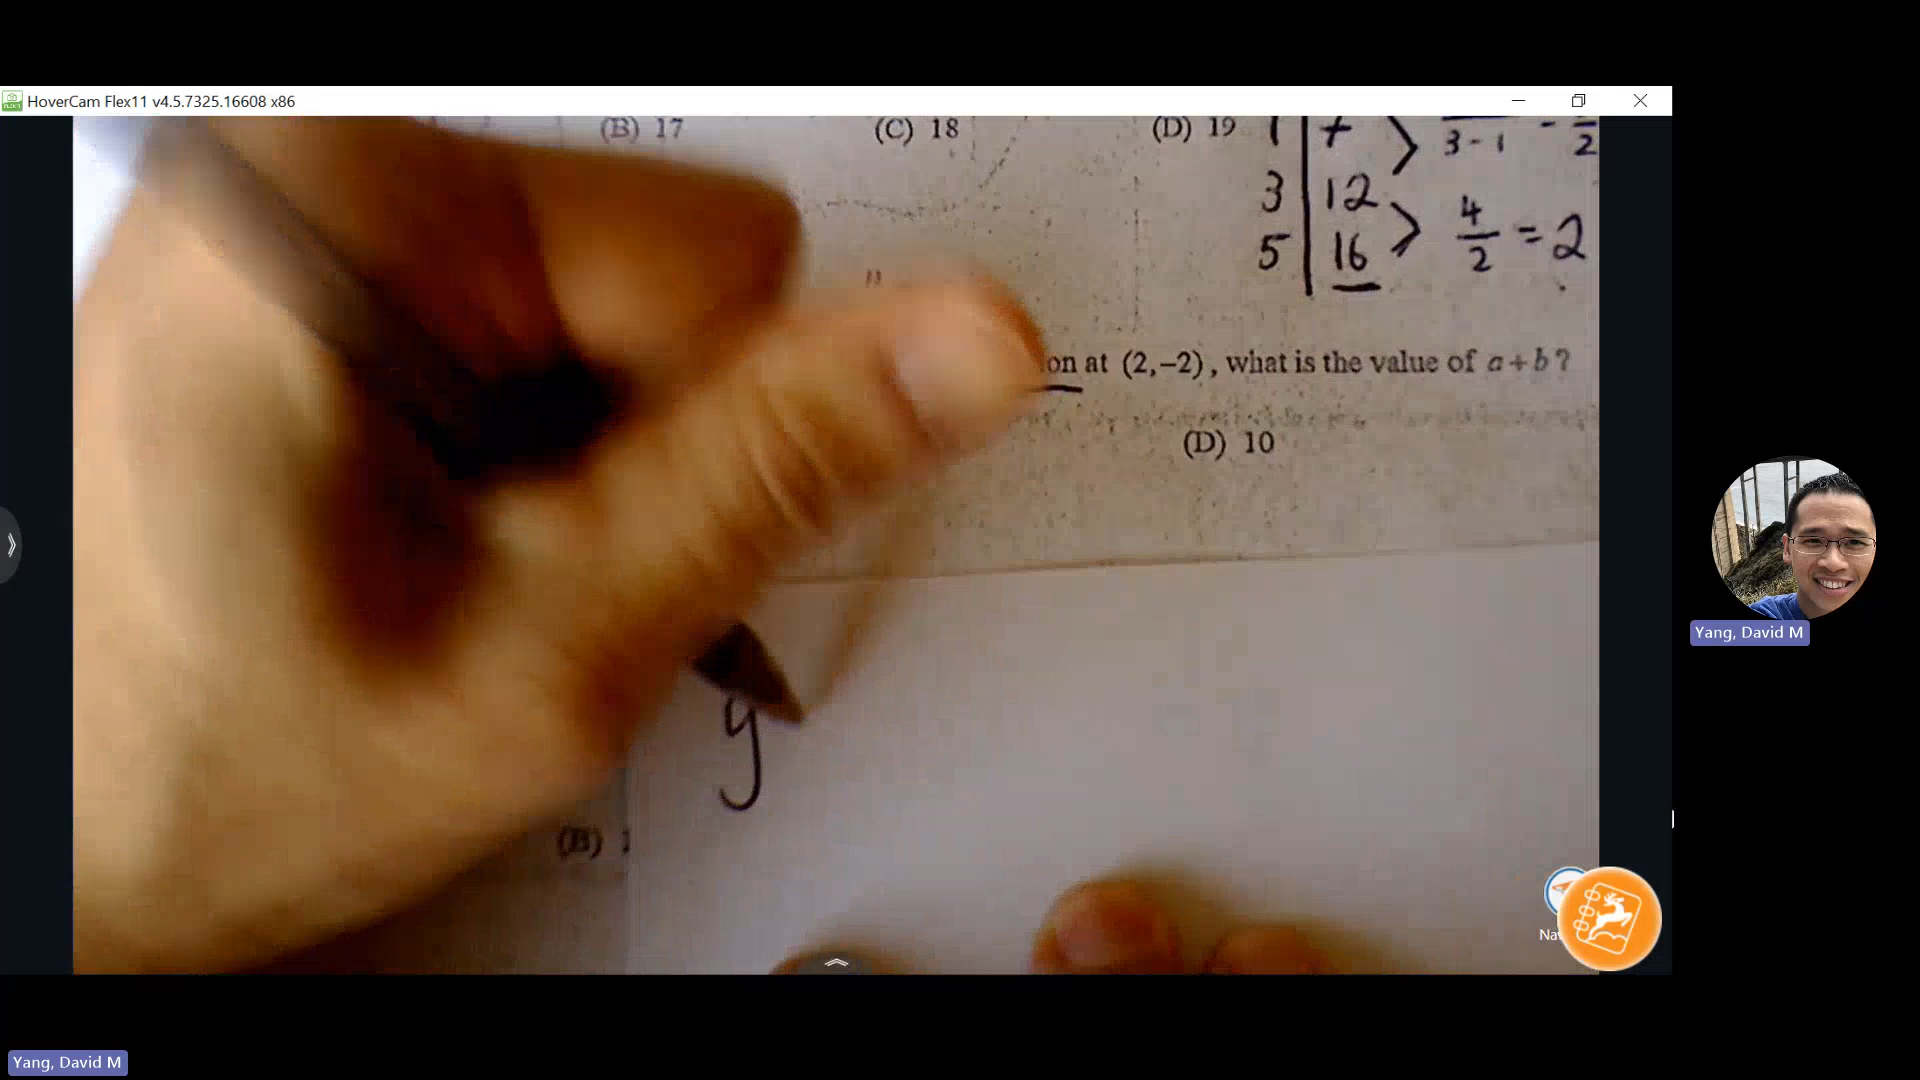 HoverCam Flex11 v4.5.7325.16608 x86
(B) 17 (C) 18 (D) 19
3 - 1 2
3 12
5 16 4/2 = 2
on at (2,−2), what is the value of a + b ?
(D) 10
y
(B)
Yang, David M
Yang, David M